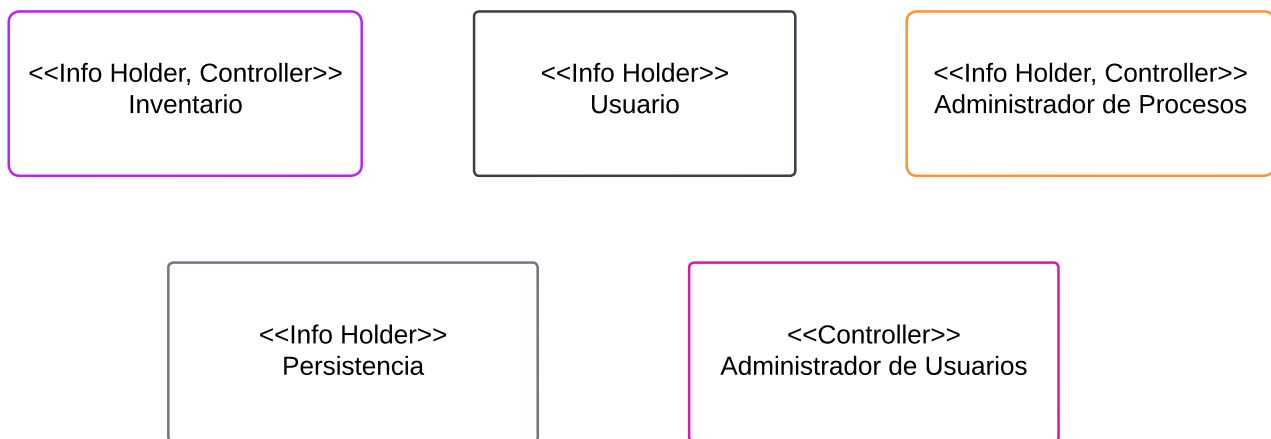 <<Info Holder, Controller>>
Inventario
<<Info Holder>>
Usuario
<<Info Holder, Controller>>
Administrador de Procesos
<<Info Holder>>
Persistencia
<<Controller>>
Administrador de Usuarios